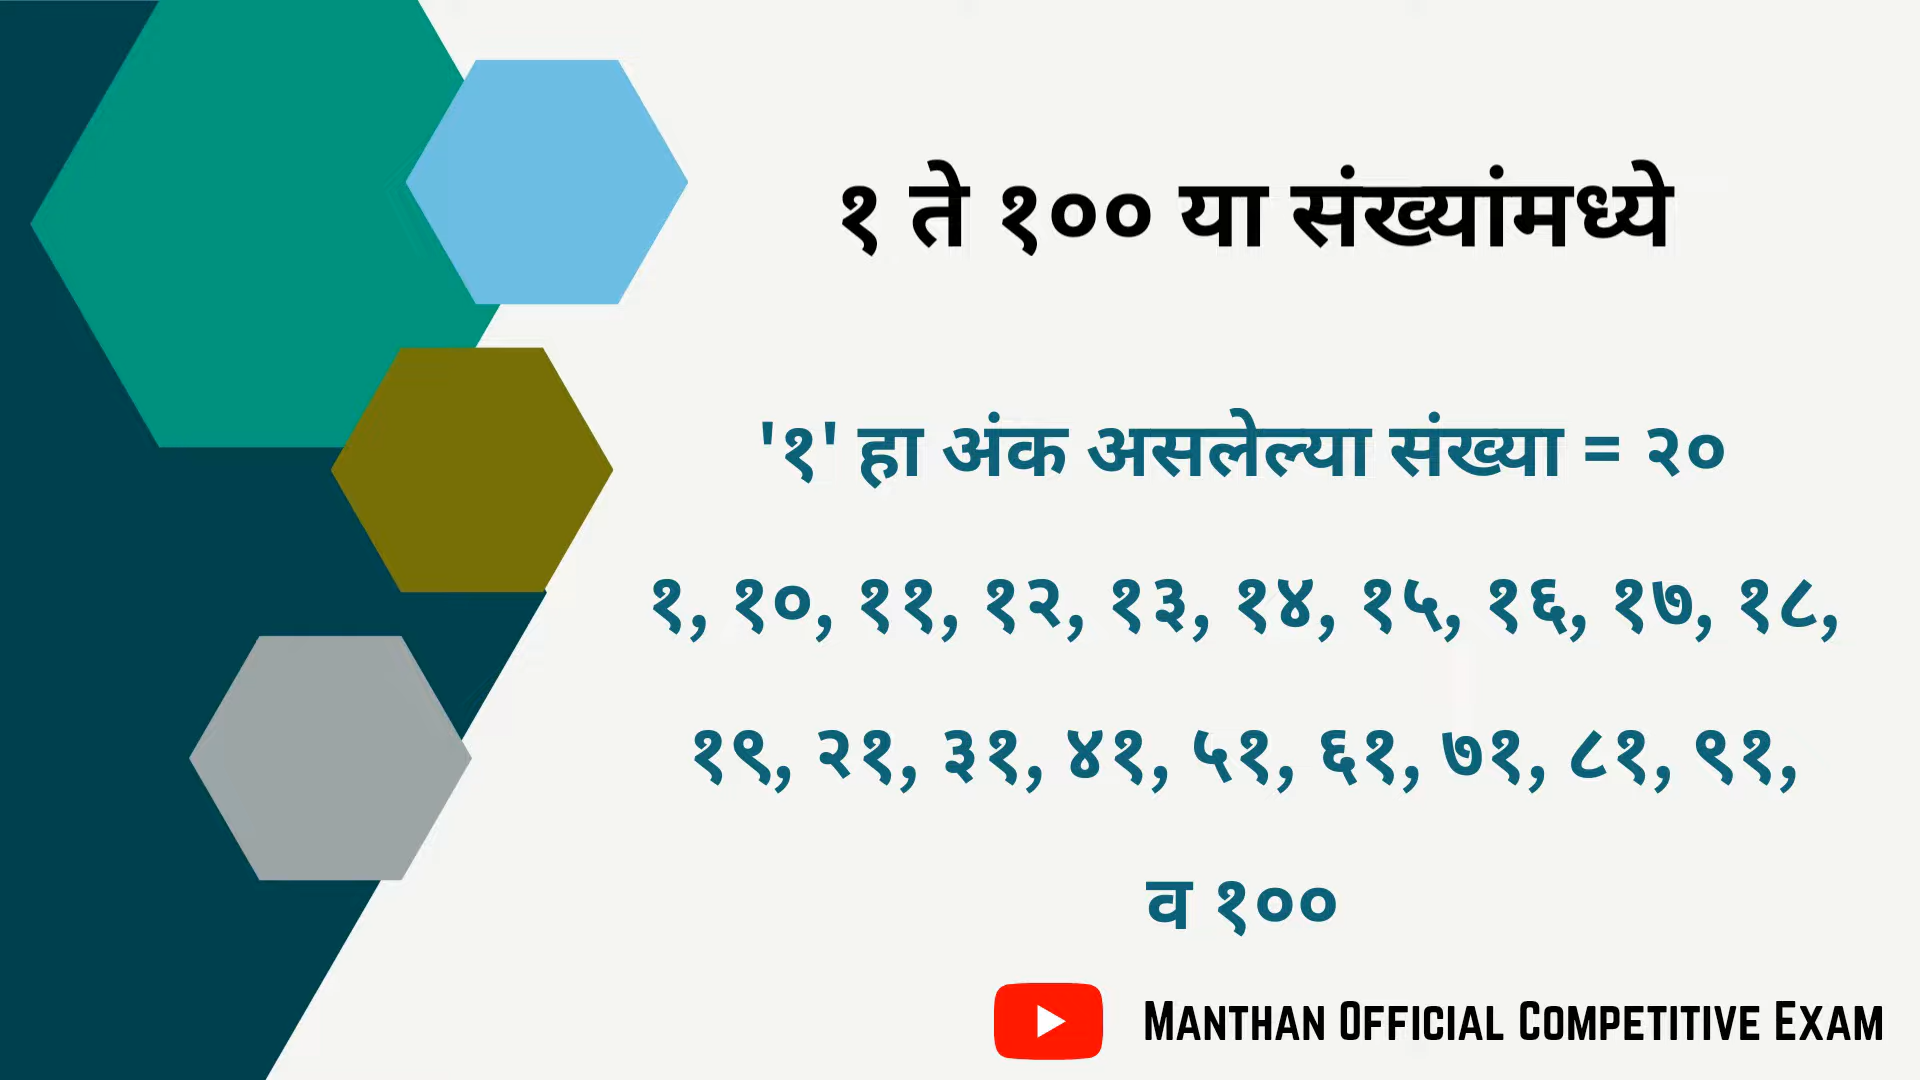 १ ते १०० या संख्यांमध्ये
'१' हा अंक असलेल्या संख्या = २०
१, १०, ११, १२, १३, १४, १५, १६, १७, १८,
१९, २१, ३१, ४१, ५१, ६१, ७१, ८१, ९१,
व १००
MANTHAN OFFICIAL COMPETITIVE EXAM